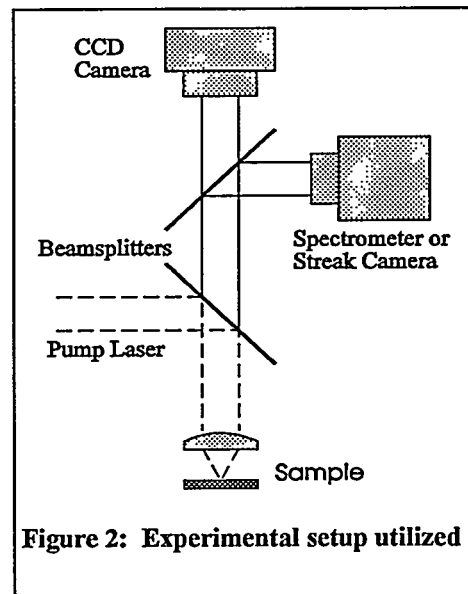 CCD
Camera
Beamsplitters
Spectrometer or
Streak Camera
Pump Laser
Sample
Figure 2: Experimental setup utilized